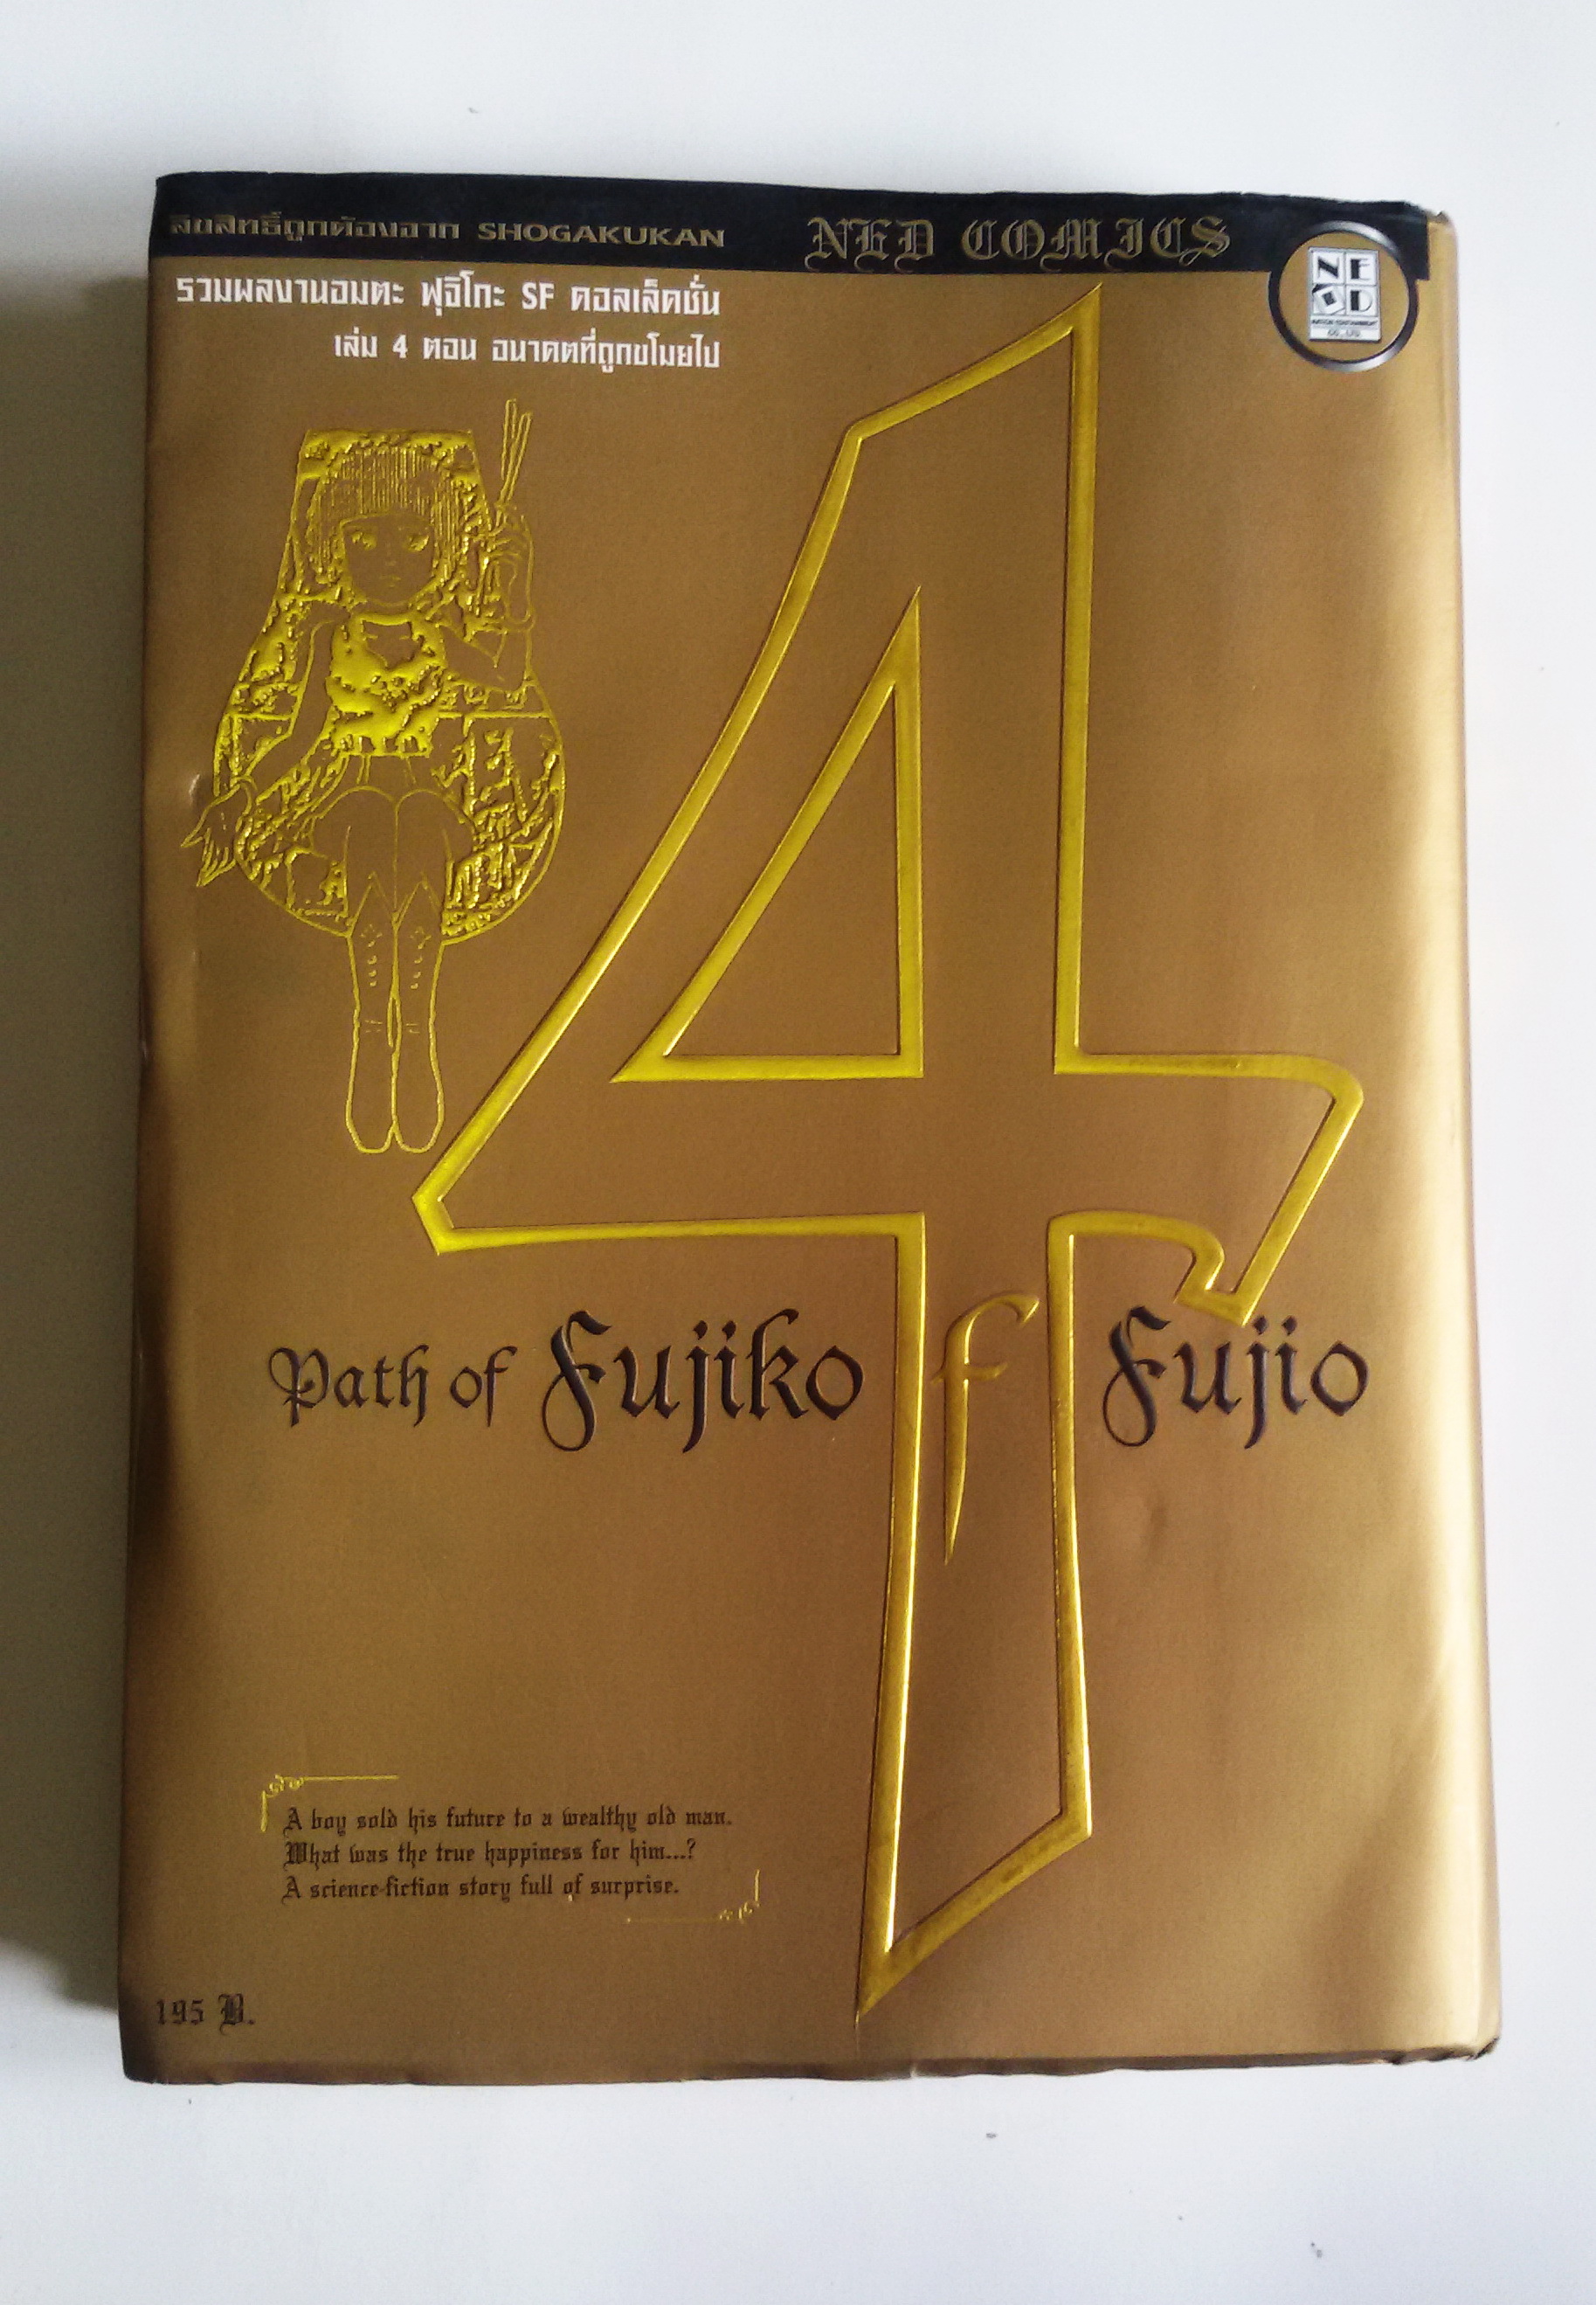 ลิขสิทธิ์ถูกต้องจาก SHOGAKUKAN
NED COMICS
NED
รวมผลงานอมตะ ฟุจิโกะ SF คอลเล็คชั่น
เล่ม 4 ตอน อนาคตที่ถูกขโมยไป
4
Path of Fujiko f Fujio
A boy sold his future to a wealthy old man.
What was the true happiness for him...?
A science-fiction story full of surprise.
195 B.